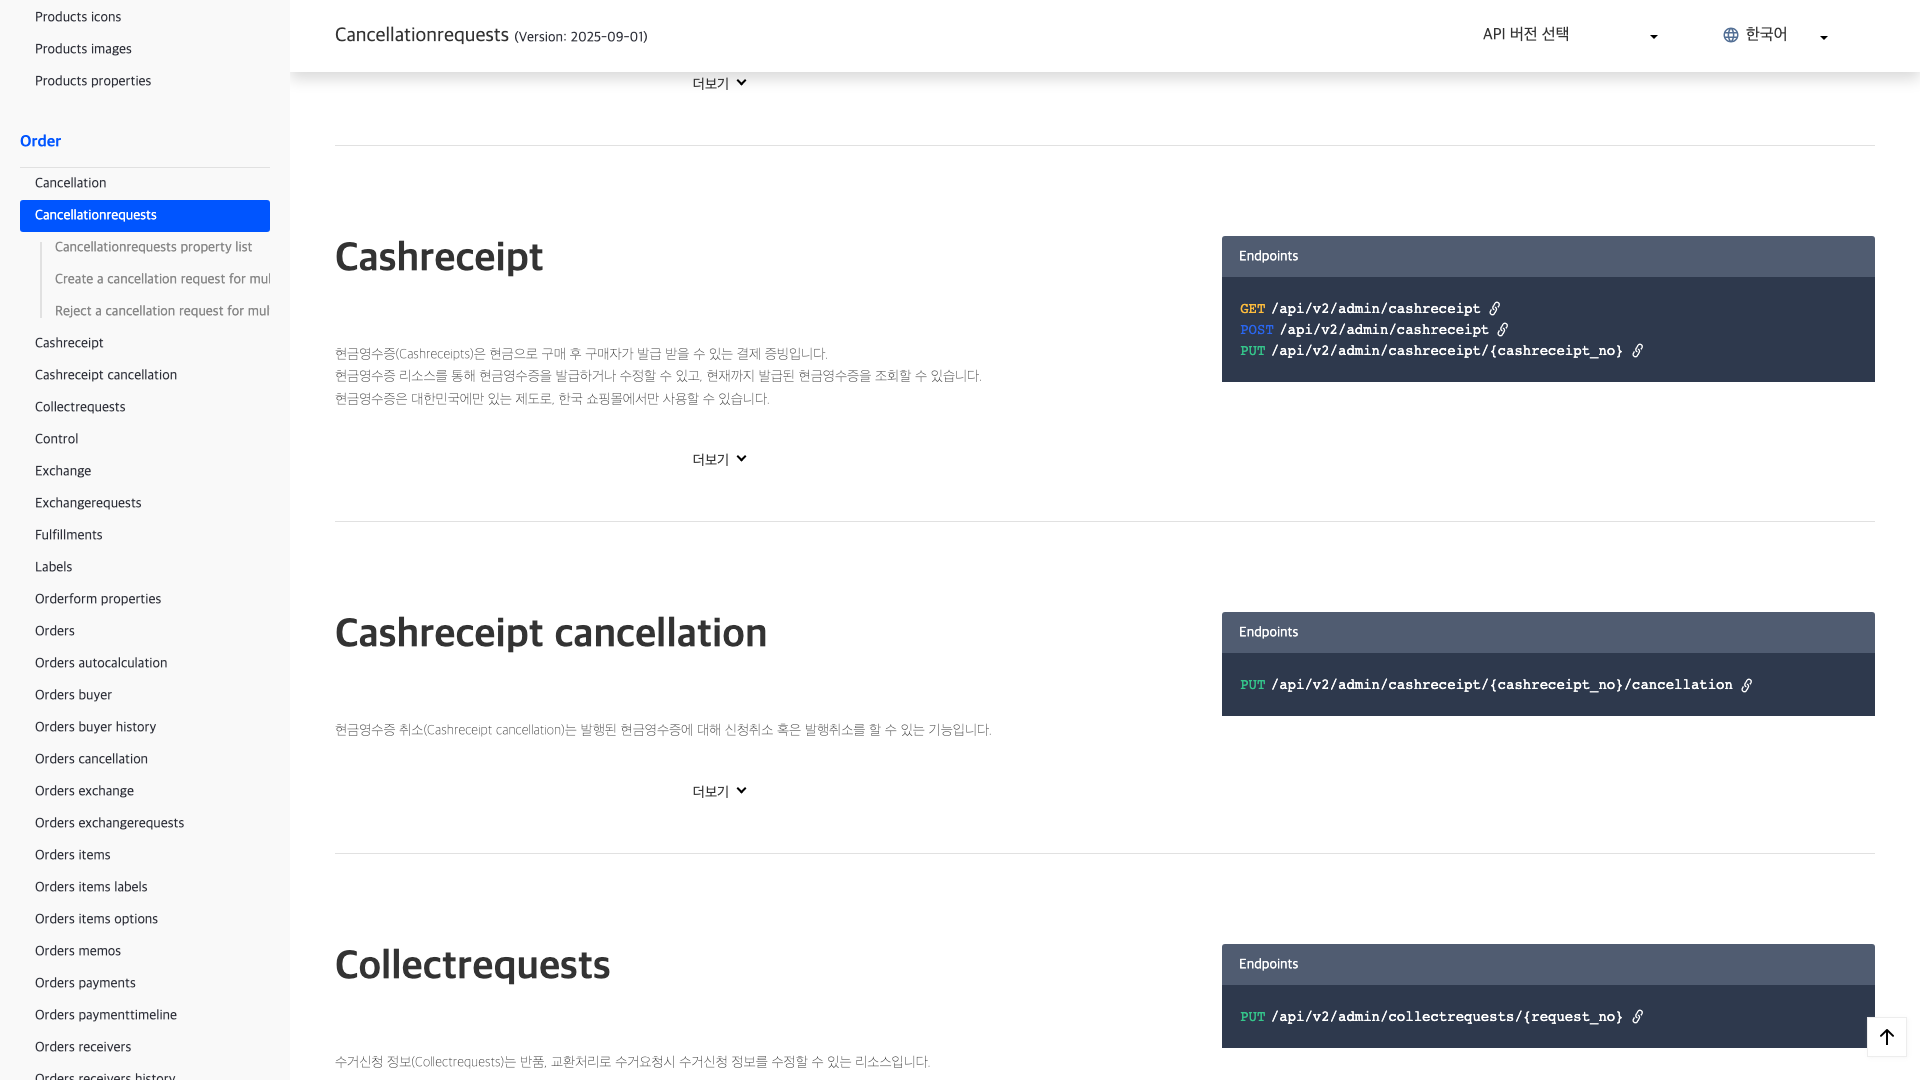 Products icons
Products images
Products properties
Order
Cancellation
Cancellationrequests
Cancellationrequests property list
Create a cancellation request for mul
Reject a cancellation request for mul
Cashreceipt
Cashreceipt cancellation
Collectrequests
Control
Exchange
Exchangerequests
Fulfillments
Labels
Orderform properties
Orders
Orders autocalculation
Orders buyer
Orders buyer history
Orders cancellation
Orders exchange
Orders exchangerequests
Orders items
Orders items labels
Orders items options
Orders memos
Orders payments
Orders paymenttimeline
Orders receivers
Orders receivers history
Cancellationrequests (Version: 2025-09-01)
API 버전 선택
한국어
더보기
Cashreceipt
현금영수증(Cashreceipts)은 현금으로 구매 후 구매자가 발급 받을 수 있는 결제 증빙입니다.
현금영수증 리소스를 통해 현금영수증을 발급하거나 수정할 수 있고, 현재까지 발급된 현금영수증을 조회할 수 있습니다.
현금영수증은 대한민국에만 있는 제도로, 한국 쇼핑몰에서만 사용할 수 있습니다.
더보기
Endpoints
GET /api/v2/admin/cashreceipt
POST /api/v2/admin/cashreceipt
PUT /api/v2/admin/cashreceipt/{cashreceipt_no}
Cashreceipt cancellation
현금영수증 취소(Cashreceipt cancellation)는 발행된 현금영수증에 대해 신청취소 혹은 발행취소를 할 수 있는 기능입니다.
더보기
Endpoints
PUT /api/v2/admin/cashreceipt/{cashreceipt_no}/cancellation
Collectrequests
수거신청 정보(Collectrequests)는 반품, 교환처리로 수거요청시 수거신청 정보를 수정할 수 있는 리소스입니다.
Endpoints
PUT /api/v2/admin/collectrequests/{request_no}